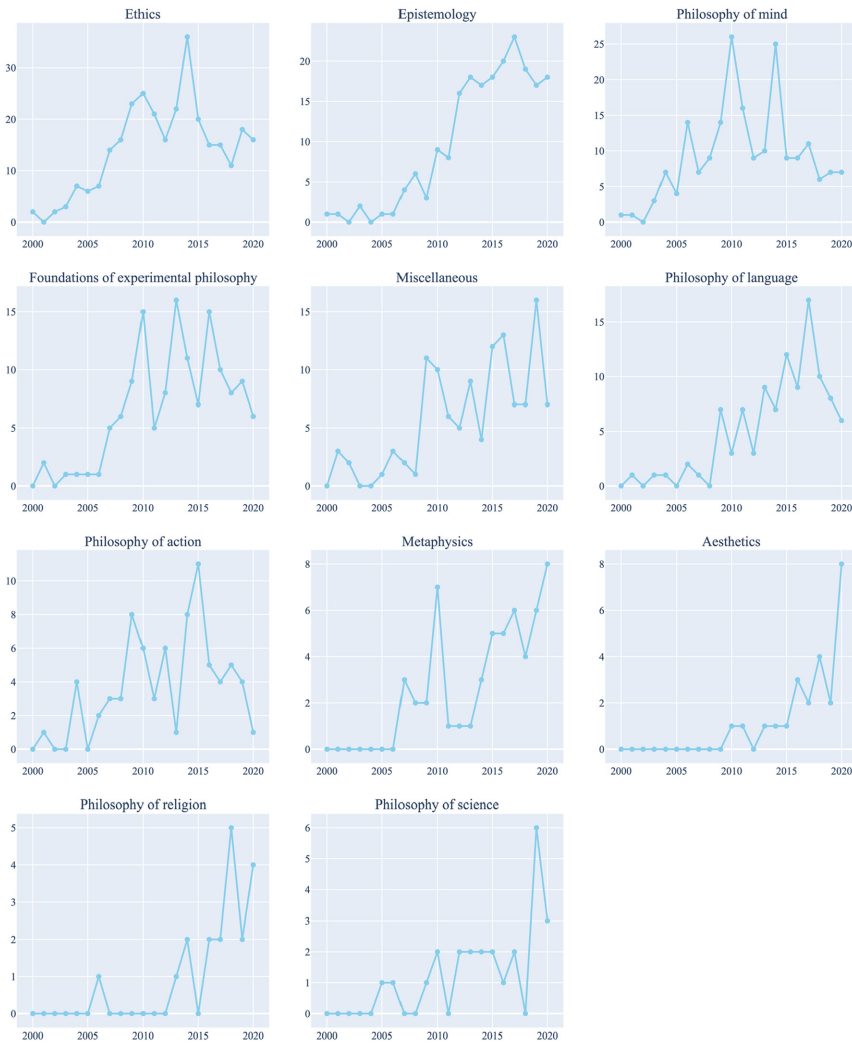 Ethics
30
20
10
0
2000 2005 2010 2015 2020
Epistemology
20
15
10
5
0
2000 2005 2010 2015 2020
Philosophy of mind
25
20
15
10
5
0
2000 2005 2010 2015 2020
Foundations of experimental philosophy
15
10
5
0
2000 2005 2010 2015 2020
Miscellaneous
15
10
5
0
2000 2005 2010 2015 2020
Philosophy of language
15
10
5
0
2000 2005 2010 2015 2020
Philosophy of action
10
8
6
4
2
0
2000 2005 2010 2015 2020
Metaphysics
8
6
4
2
0
2000 2005 2010 2015 2020
Aesthetics
8
6
4
2
0
2000 2005 2010 2015 2020
Philosophy of religion
5
4
3
2
1
0
2000 2005 2010 2015 2020
Philosophy of science
6
5
4
3
2
1
0
2000 2005 2010 2015 2020